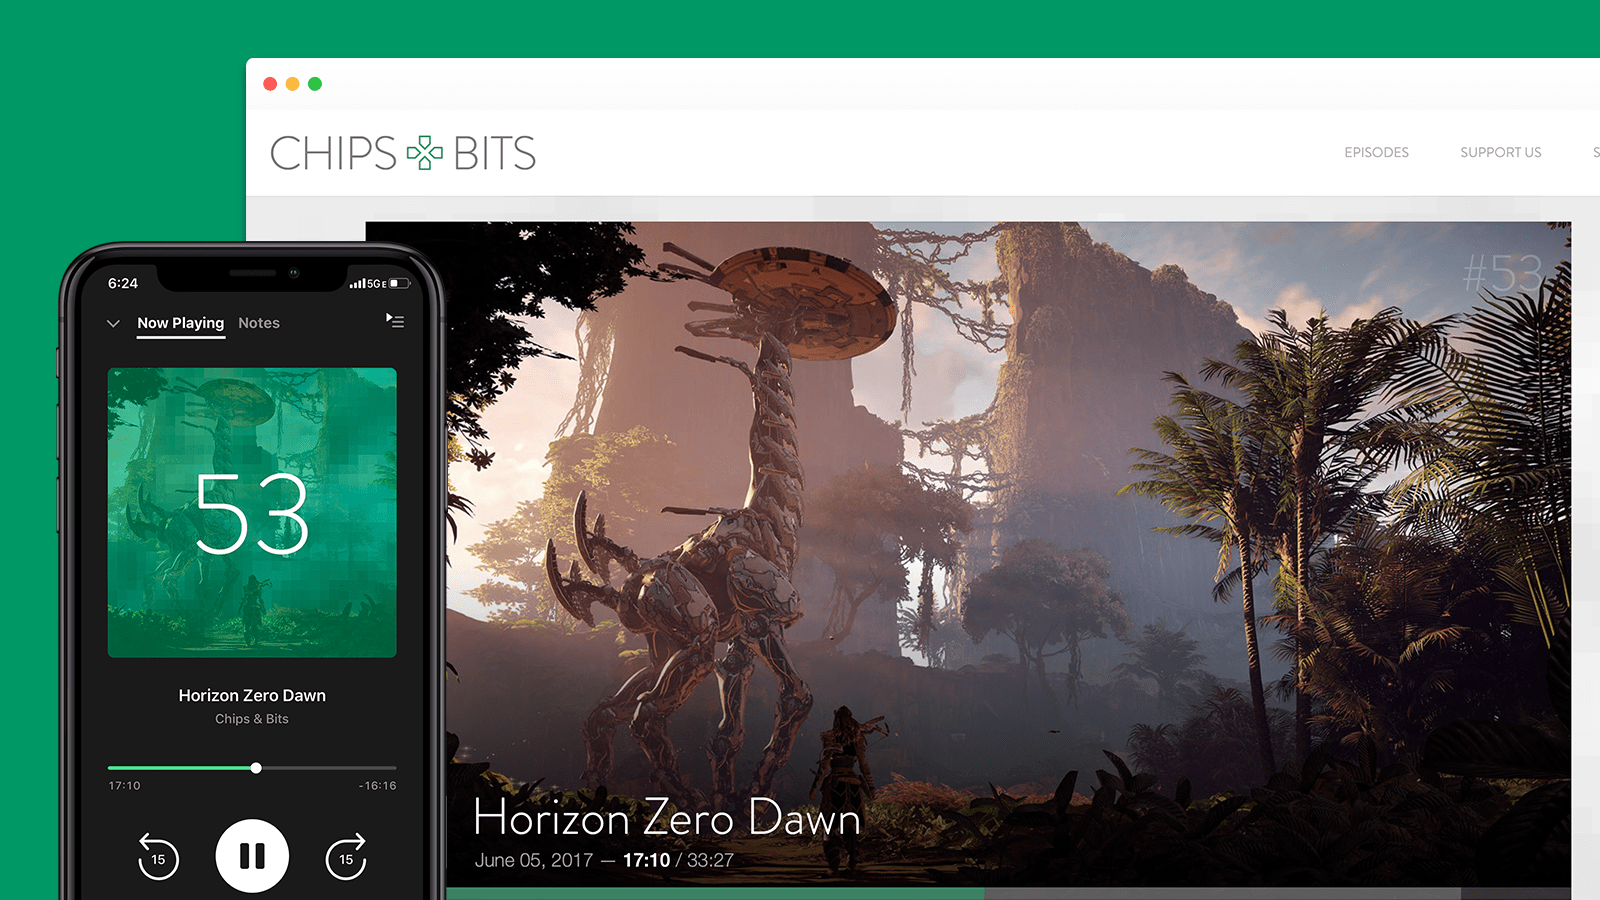 CHIPS BITS
EPISODES SUPPORT US S
#53
6:24
5G E
Now Playing Notes
53
Horizon Zero Dawn
Chips & Bits
17:10 -16:16
15 15
Horizon Zero Dawn
June 05, 2017 — 17:10 / 33:27